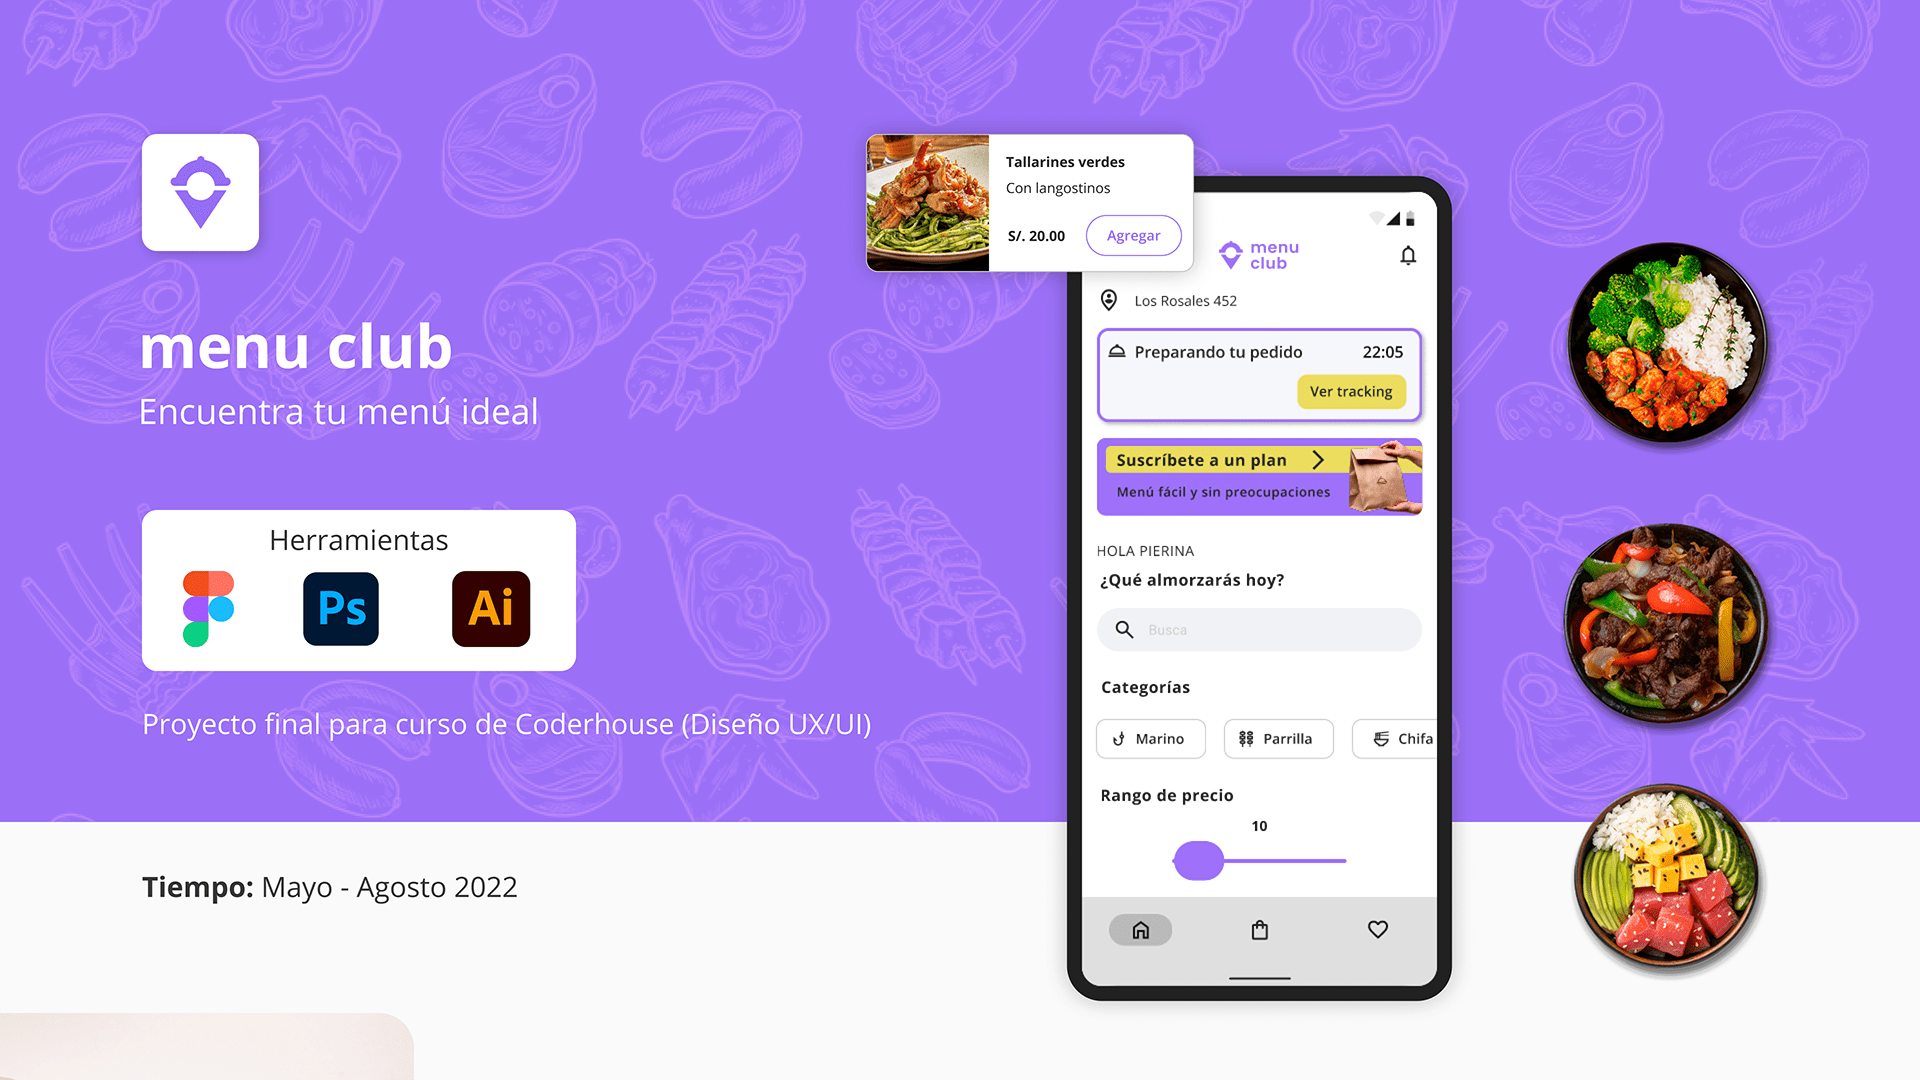 menu club
Encuentra tu menú ideal
Herramientas
Ps
Ai
Proyecto final para curso de Coderhouse (Diseño UX/UI)
Tiempo: Mayo - Agosto 2022
Tallarines verdes
Con langostinos
S/. 20.00
Agregar
menu
club
Los Rosales 452
Preparando tu pedido
22:05
Ver tracking
Suscríbete a un plan
Menú fácil y sin preocupaciones
HOLA PIERINA
¿Qué almorzarás hoy?
Busca
Categorías
Marino
Parrilla
Chifa
Rango de precio
10